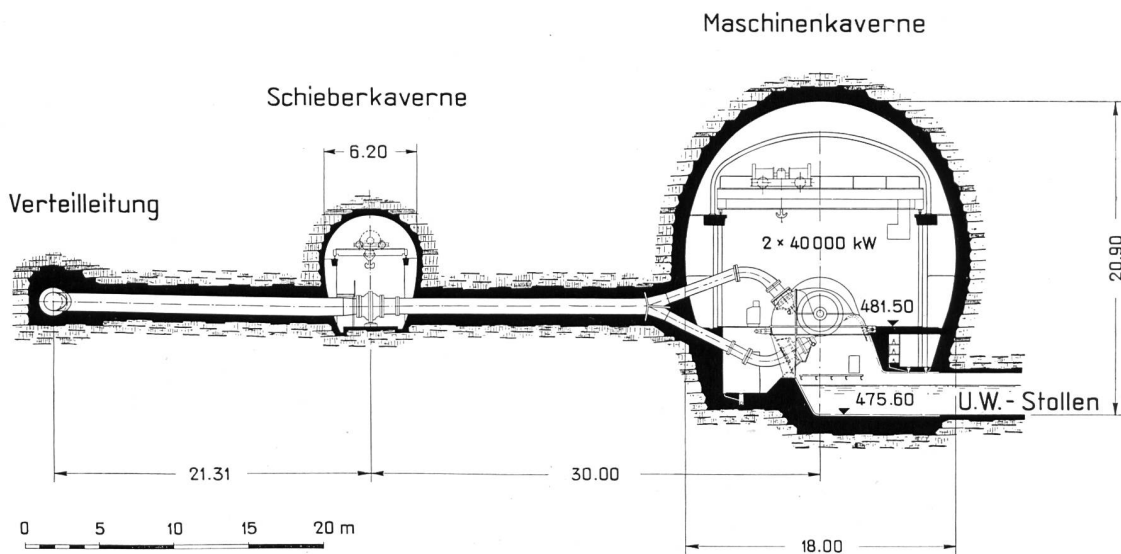 Maschinenkaverne
Schieberkaverne
6.20
Verteilleitung
2 × 40 000 kW
20.90
481.50
475.60
U.W.-Stollen
21.31
30.00
0 5 10 15 20 m
18.00